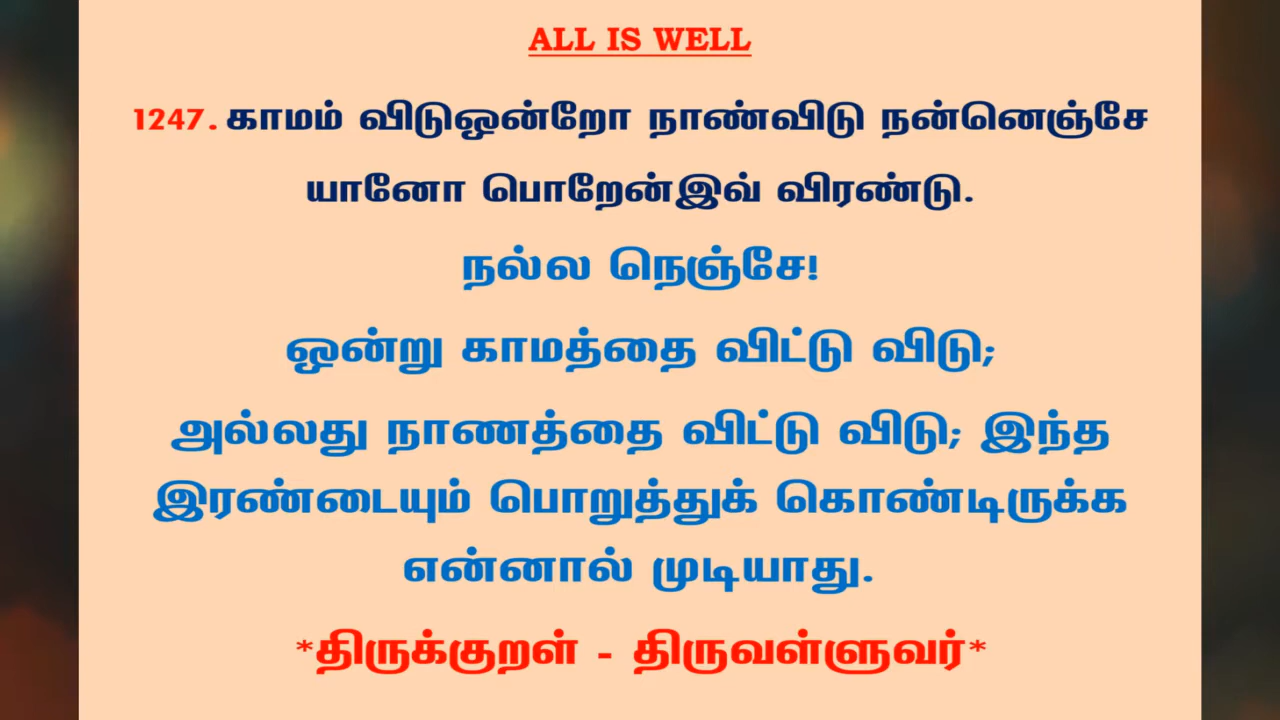 ALL IS WELL
1247. காமம் விடுஒன்றோ நாண்விடு நன்னெஞ்சே
யானோ பொறேன்இவ் விரண்டு.
நல்ல நெஞ்சே!
ஒன்று காமத்தை விட்டு விடு;
அல்லது நாணத்தை விட்டு விடு; இந்த
இரண்டையும் பொறுத்துக் கொண்டிருக்க
என்னால் முடியாது.
*திருக்குறள் - திருவள்ளுவர்*